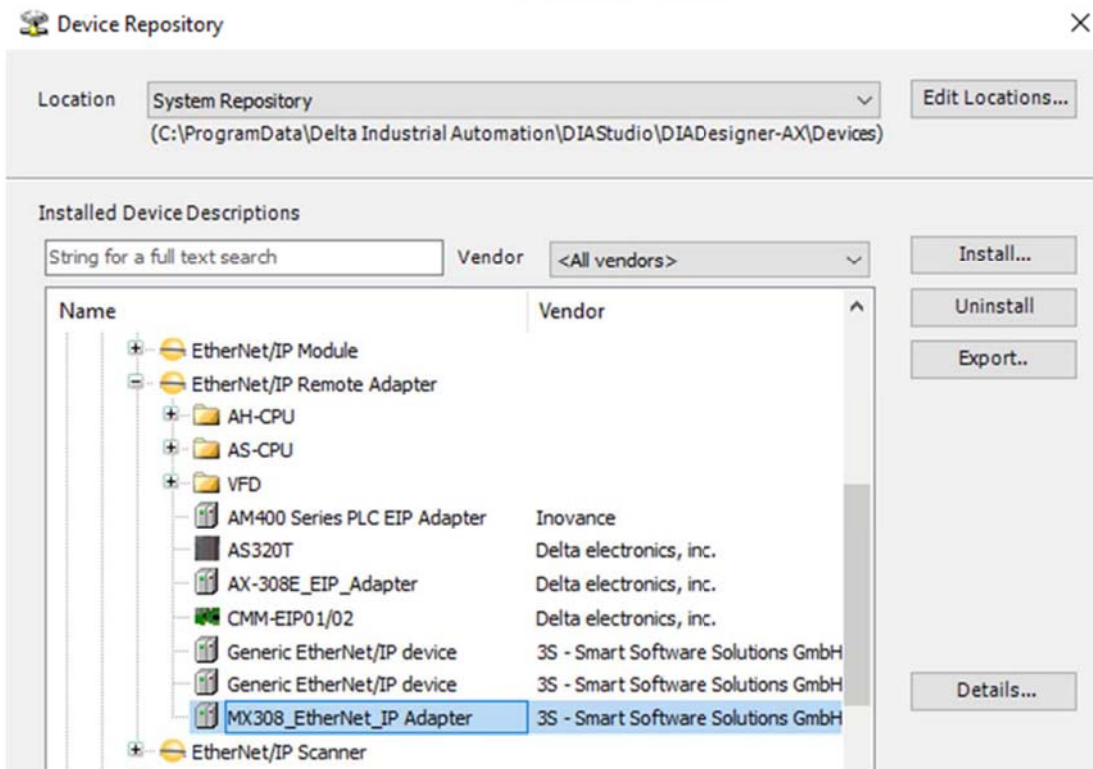 Device Repository
Location System Repository Edit Locations...
(C:\ProgramData\Delta Industrial Automation\DIAStudio\DIADesigner-AX\Devices)
Installed Device Descriptions
String for a full text search Vendor <All vendors> Install...
Name Vendor Uninstall
EtherNet/IP Module
Export..
EtherNet/IP Remote Adapter
AH-CPU
AS-CPU
VFD
AM400 Series PLC EIP Adapter Inovance
AS320T Delta electronics, inc.
AX-308E_EIP_Adapter Delta electronics, inc.
CMM-EIP01/02 Delta electronics, inc.
Generic EtherNet/IP device 3S - Smart Software Solutions GmbH
Generic EtherNet/IP device 3S - Smart Software Solutions GmbH
Details...
MX308_EtherNet_IP Adapter 3S - Smart Software Solutions GmbH
EtherNet/IP Scanner